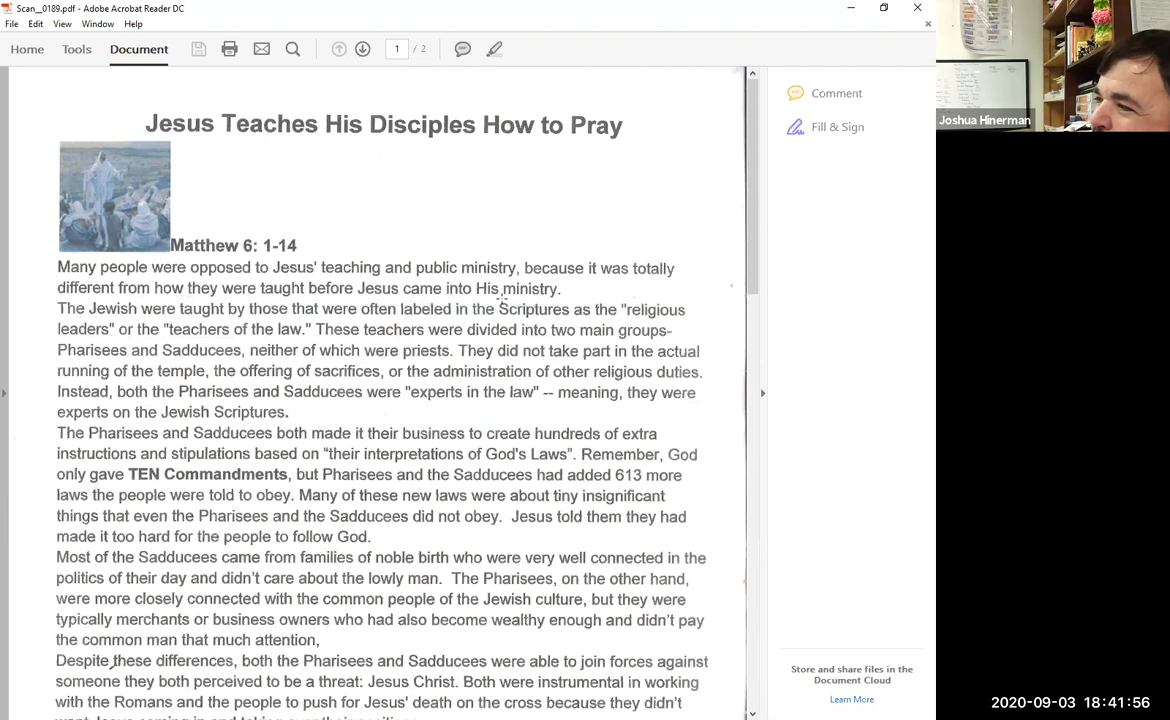 Scan__0189.pdf - Adobe Acrobat Reader DC
File Edit View Window Help
Home Tools Document 1 / 2
Comment
Fill & Sign
Joshua Hinerman
Jesus Teaches His Disciples How to Pray
Matthew 6: 1-14
Many people were opposed to Jesus' teaching and public ministry, because it was totally
different from how they were taught before Jesus came into His ministry.
The Jewish were taught by those that were often labeled in the Scriptures as the "religious
leaders" or the "teachers of the law." These teachers were divided into two main groups-
Pharisees and Sadducees, neither of which were priests. They did not take part in the actual
running of the temple, the offering of sacrifices, or the administration of other religious duties.
Instead, both the Pharisees and Sadducees were "experts in the law" -- meaning, they were
experts on the Jewish Scriptures.
The Pharisees and Sadducees both made it their business to create hundreds of extra
instructions and stipulations based on "their interpretations of God's Laws". Remember, God
only gave TEN Commandments, but Pharisees and the Sadducees had added 613 more
laws the people were told to obey. Many of these new laws were about tiny insignificant
things that even the Pharisees and the Sadducees did not obey. Jesus told them they had
made it too hard for the people to follow God.
Most of the Sadducees came from families of noble birth who were very well connected in the
politics of their day and didn't care about the lowly man. The Pharisees, on the other hand,
were more closely connected with the common people of the Jewish culture, but they were
typically merchants or business owners who had also become wealthy enough and didn't pay
the common man that much attention,
Despite these differences, both the Pharisees and Sadducees were able to join forces against
someone they both perceived to be a threat: Jesus Christ. Both were instrumental in working
with the Romans and the people to push for Jesus' death on the cross because they didn't
Store and share files in the
Document Cloud
Learn More
2020-09-03 18:41:56